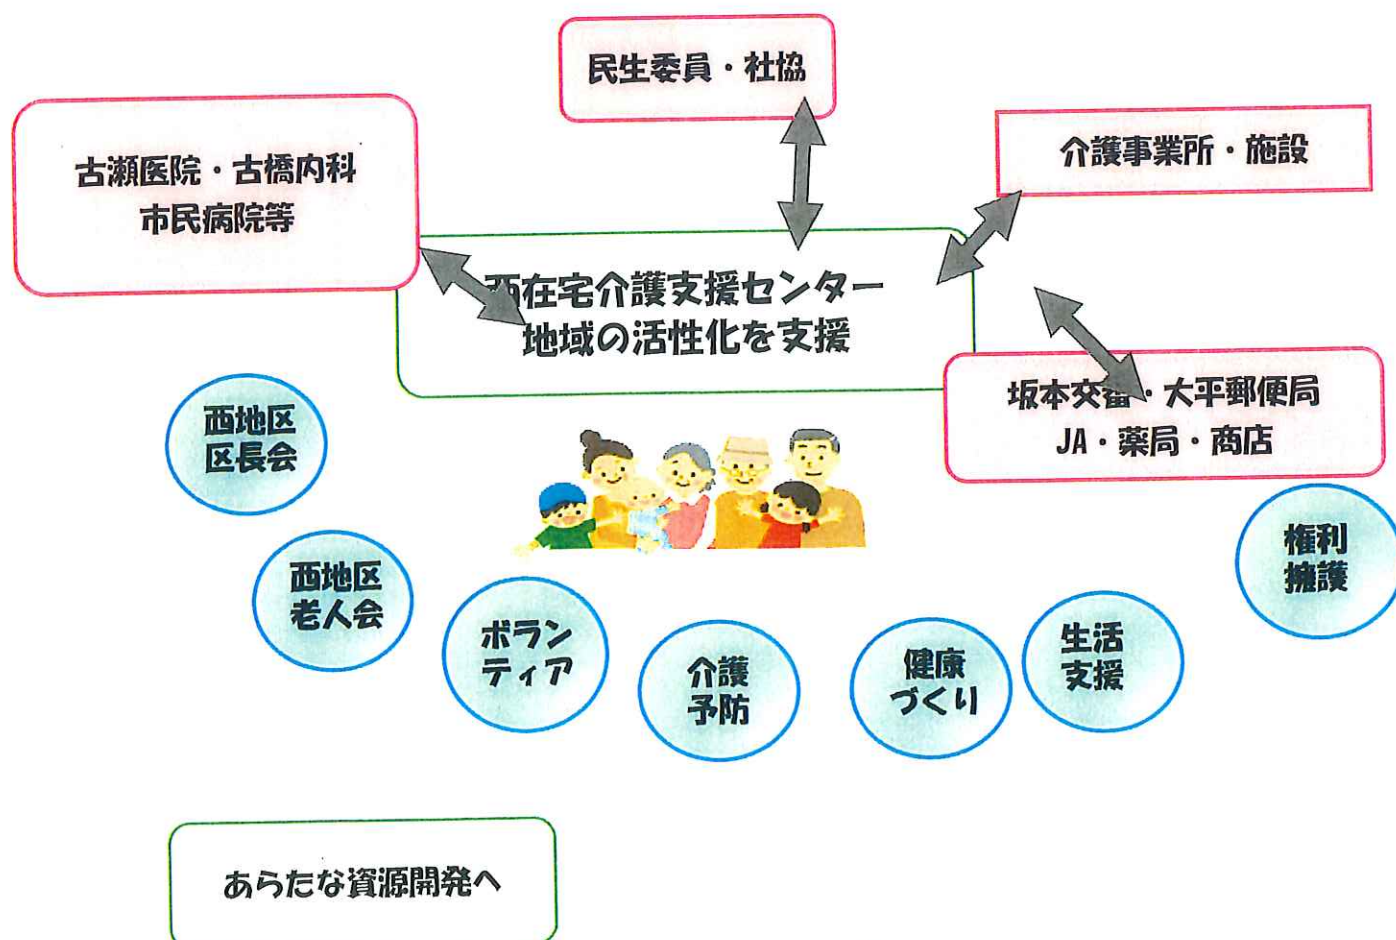 民生委員・社協
古瀬医院・古橋内科
市民病院等
介護事業所・施設
西在宅介護支援センター
地域の活性化を支援
坂本交番・大平郵便局
JA・薬局・商店
西地区
区長会
西地区
老人会
ボラン
ティア
介護
予防
健康
づくり
生活
支援
権利
擁護
あらたな資源開発へ